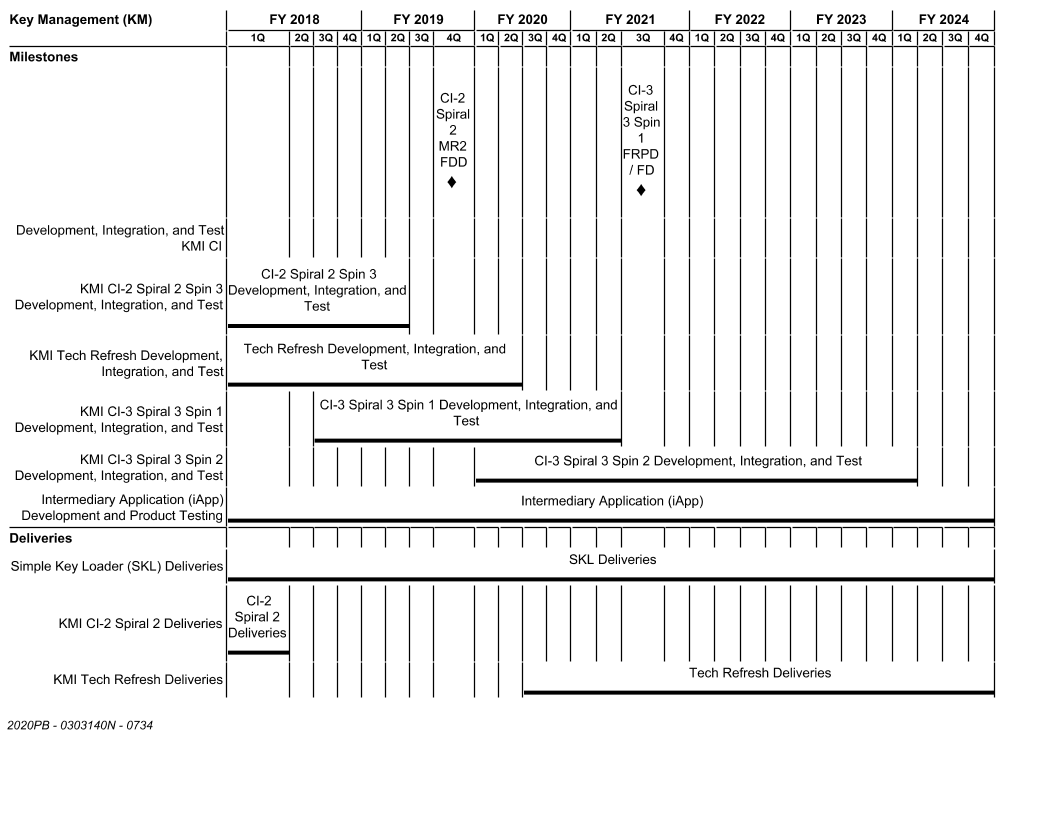 Key Management (KM) FY 2018 FY 2019 FY 2020 FY 2021 FY 2022 FY 2023 FY 2024
1Q 2Q 3Q 4Q 1Q 2Q 3Q 4Q 1Q 2Q 3Q 4Q 1Q 2Q 3Q 4Q 1Q 2Q 3Q 4Q 1Q 2Q 3Q 4Q 1Q 2Q 3Q 4Q
Milestones
CI-2
Spiral
2
MR2
FDD
CI-3
Spiral
3 Spin
1
FRPD
/ FD
Development, Integration, and Test
KMI CI
KMI CI-2 Spiral 2 Spin 3
Development, Integration, and Test
CI-2 Spiral 2 Spin 3
Development, Integration, and
Test
KMI Tech Refresh Development,
Integration, and Test
Tech Refresh Development, Integration, and
Test
KMI CI-3 Spiral 3 Spin 1
Development, Integration, and Test
CI-3 Spiral 3 Spin 1 Development, Integration, and
Test
KMI CI-3 Spiral 3 Spin 2
Development, Integration, and Test
CI-3 Spiral 3 Spin 2 Development, Integration, and Test
Intermediary Application (iApp)
Development and Product Testing
Intermediary Application (iApp)
Deliveries
Simple Key Loader (SKL) Deliveries
SKL Deliveries
KMI CI-2 Spiral 2 Deliveries
CI-2
Spiral 2
Deliveries
KMI Tech Refresh Deliveries
Tech Refresh Deliveries
2020PB - 0303140N - 0734